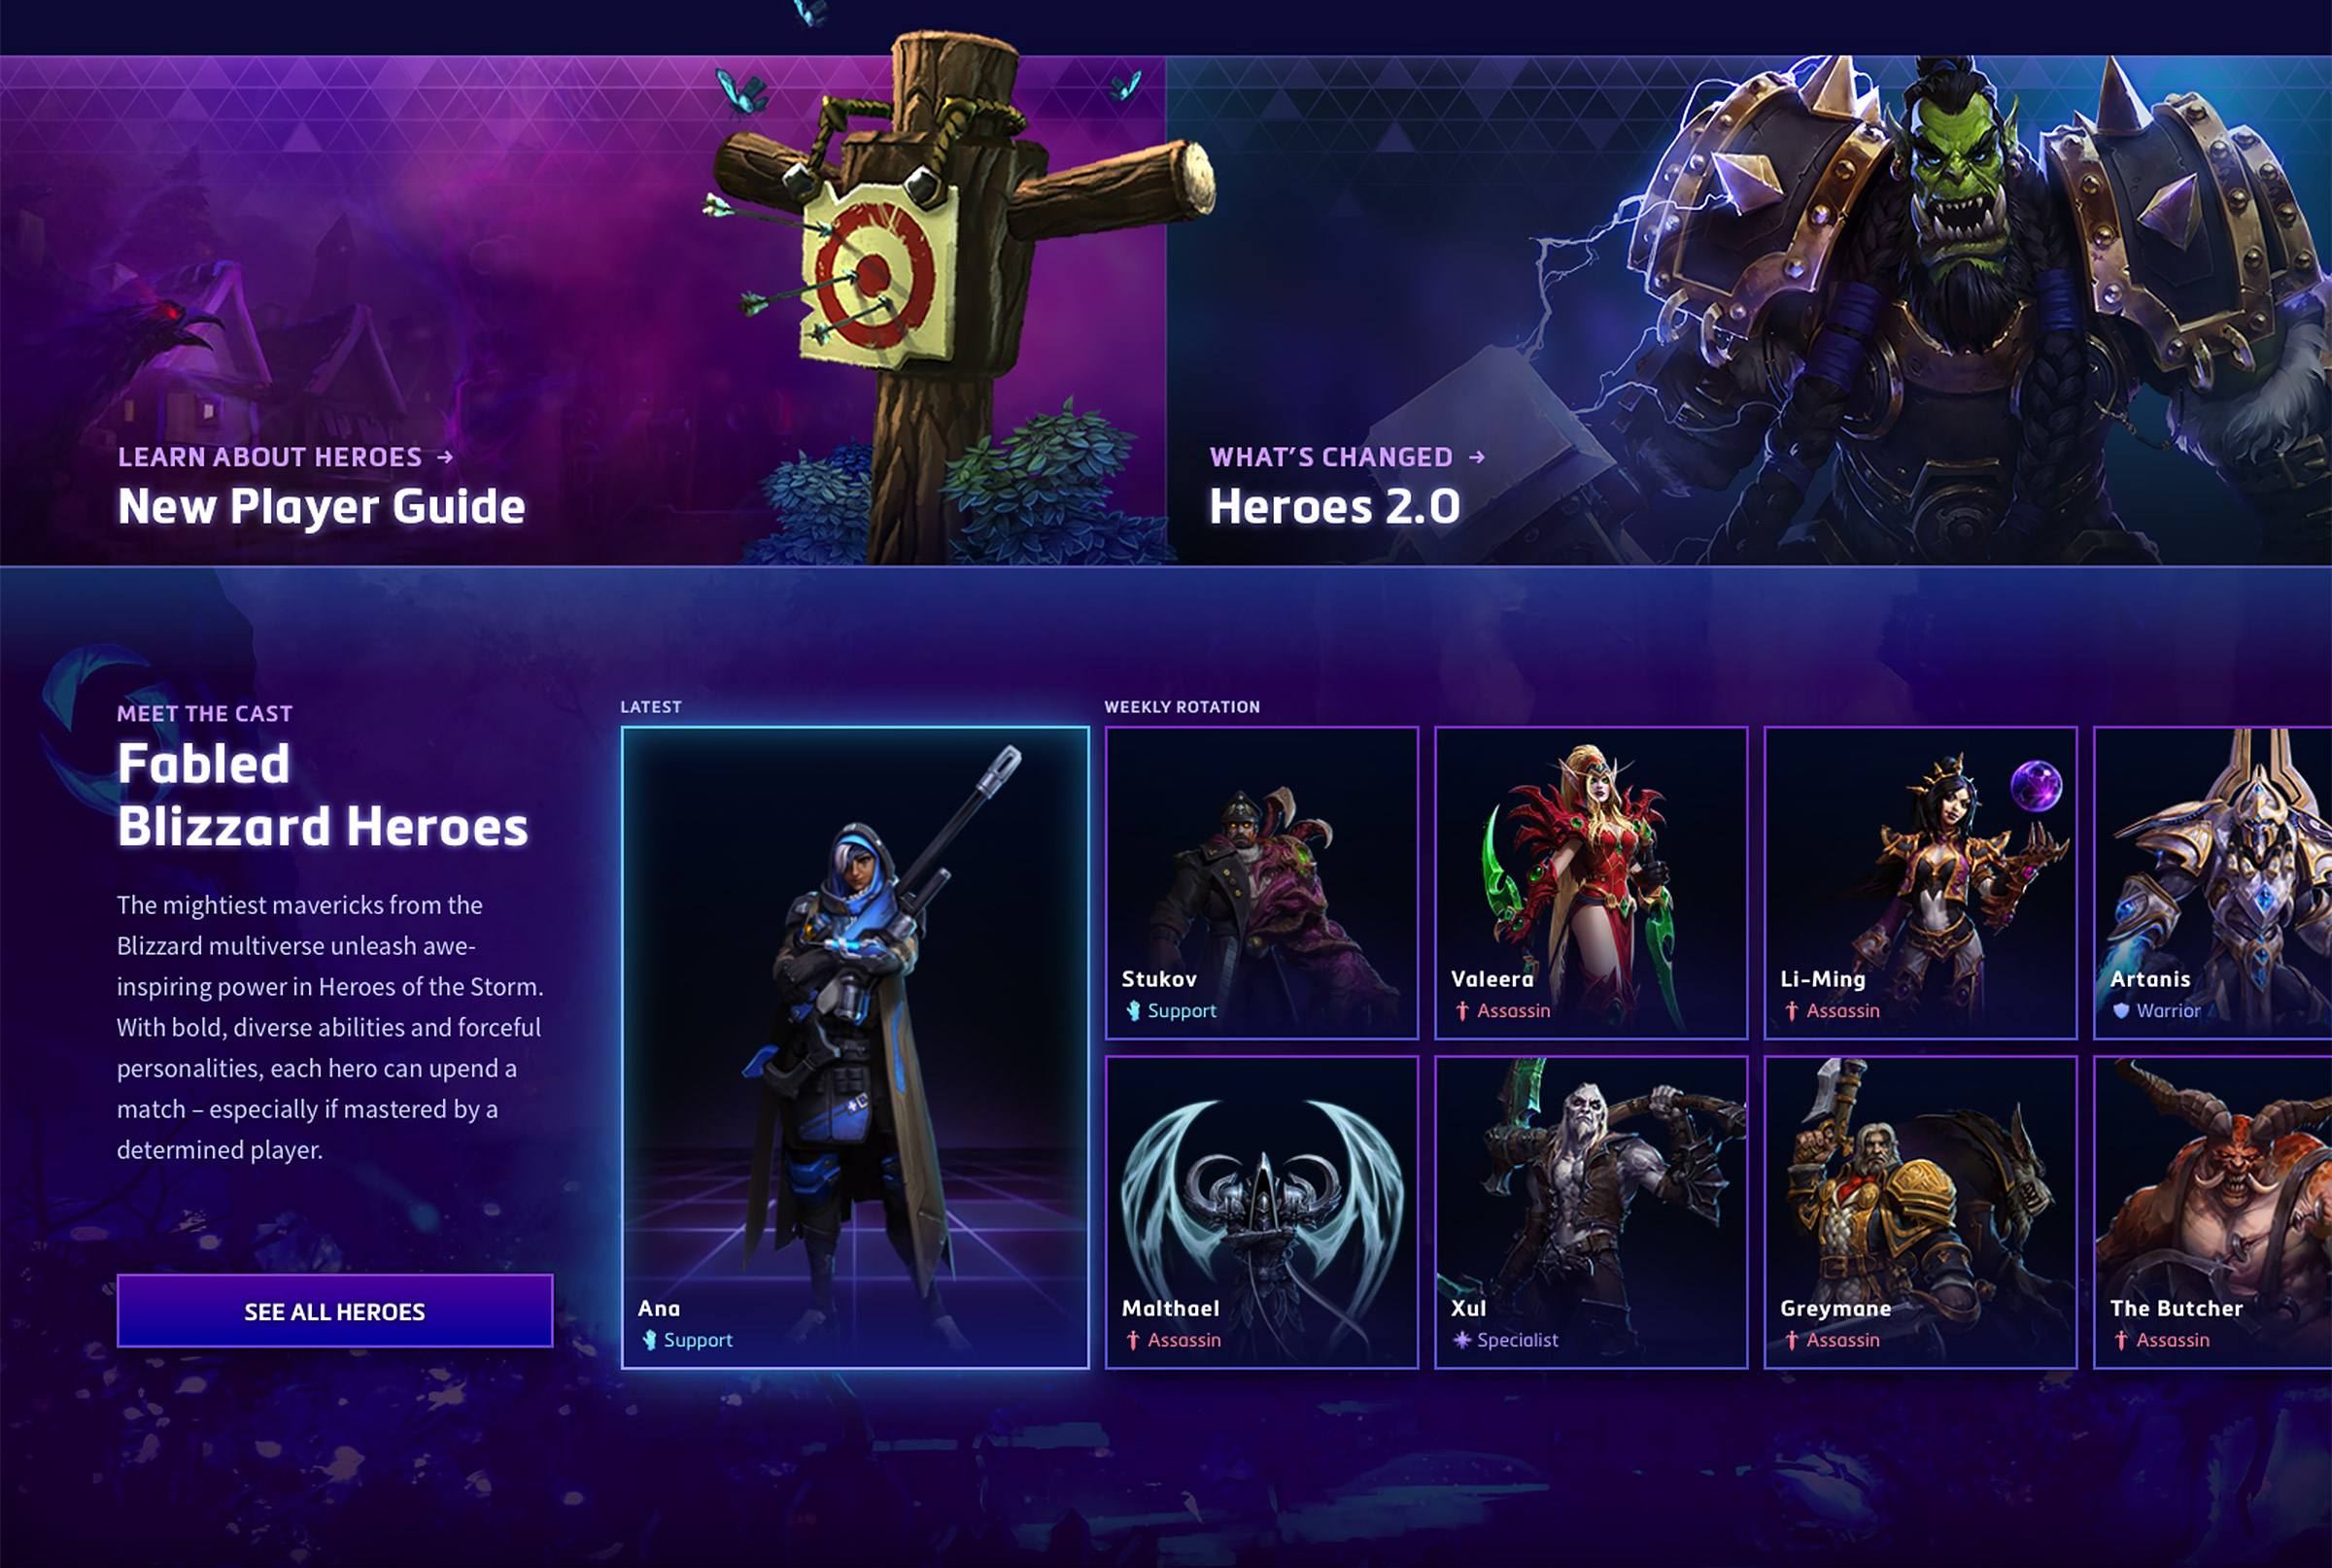 LEARN ABOUT HEROES →
New Player Guide
WHAT'S CHANGED →
Heroes 2.0
MEET THE CAST
Fabled
Blizzard Heroes
The mightiest mavericks from the
Blizzard multiverse unleash awe-
inspiring power in Heroes of the Storm.
With bold, diverse abilities and forceful
personalities, each hero can upend a
match – especially if mastered by a
determined player.
SEE ALL HEROES
LATEST
Ana
Support
WEEKLY ROTATION
Stukov
Support
Valeera
Assassin
Li-Ming
Assassin
Artanis
Warrior
Malthael
Assassin
Xul
Specialist
Greymane
Assassin
The Butcher
Assassin